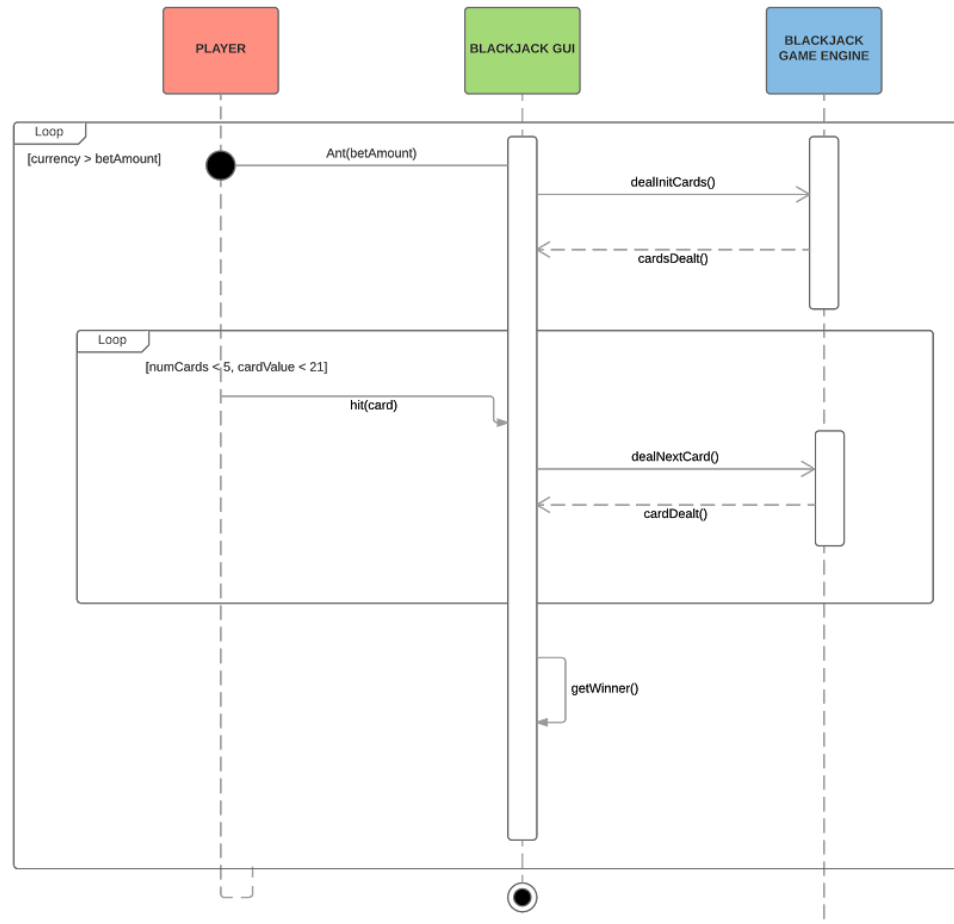 PLAYER
BLACKJACK GUI
BLACKJACK
GAME ENGINE
Loop
[currency > betAmount]
Ant(betAmount)
dealInitCards()
cardsDealt()
Loop
[numCards < 5, cardValue < 21]
hit(card)
dealNextCard()
cardDealt()
getWinner()